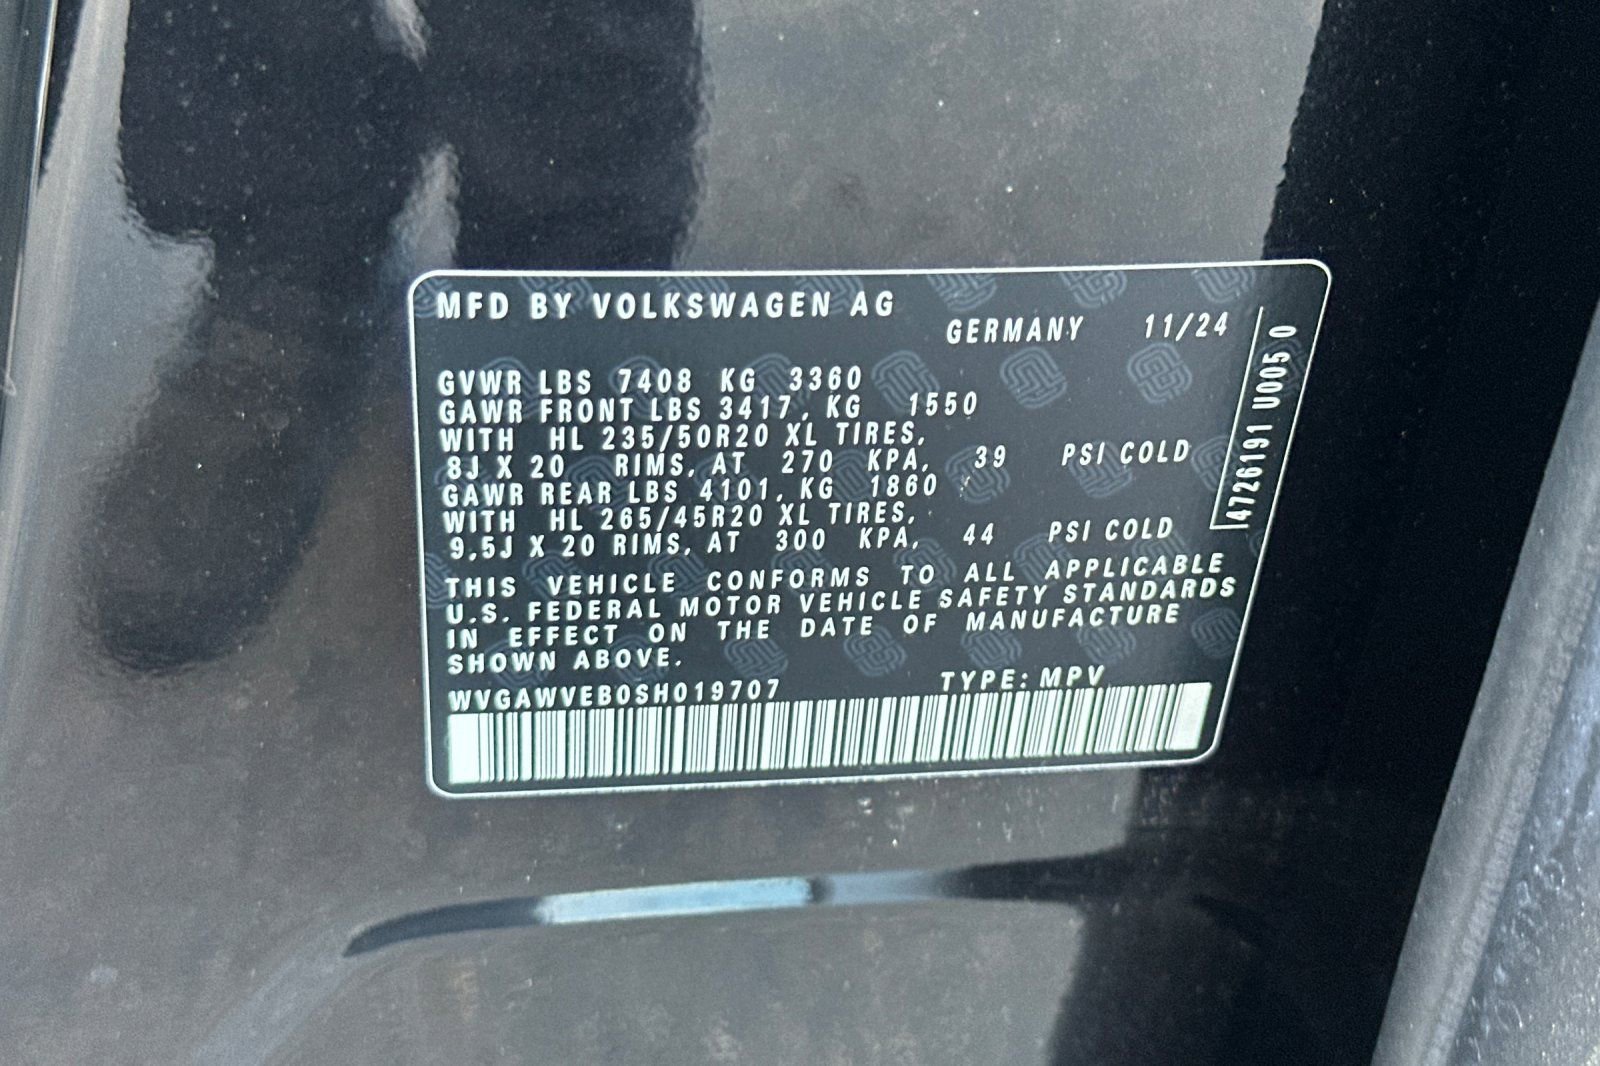 MFD BY VOLKSWAGEN AG
GERMANY 11/24
GVWR LBS 7408 KG 3360
GAWR FRONT LBS 3417, KG 1550
WITH HL 235/50R20 XL TIRES,
8J X 20 RIMS, AT 270 KPA, 39 PSI COLD
GAWR REAR LBS 4101, KG 1860
WITH HL 265/45R20 XL TIRES,
9,5J X 20 RIMS, AT 300 KPA, 44 PSI COLD
THIS VEHICLE CONFORMS TO ALL APPLICABLE
U.S. FEDERAL MOTOR VEHICLE SAFETY STANDARDS
IN EFFECT ON THE DATE OF MANUFACTURE
SHOWN ABOVE.
WVGAWVEB0SH019707 TYPE: MPV
4726191 U005 0